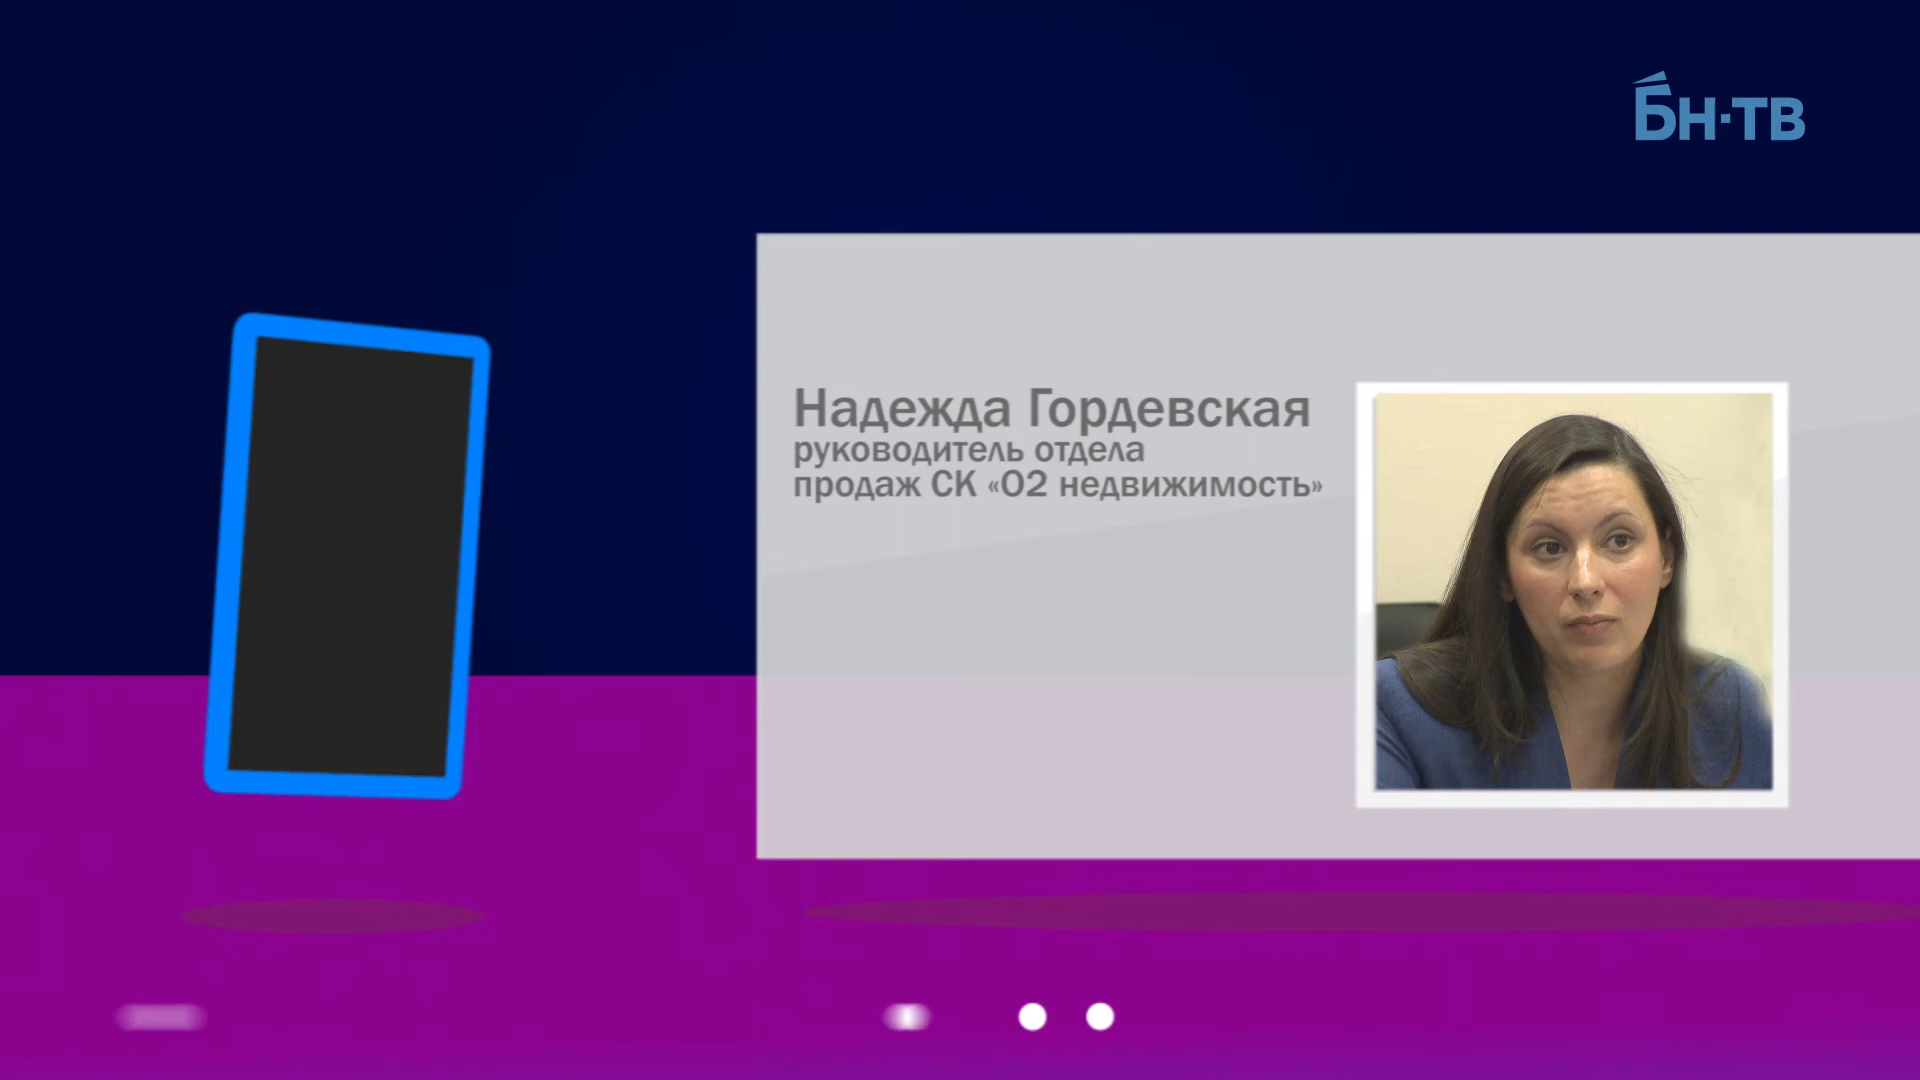 БН·ТВ
Надежда Гордевская
руководитель отдела
продаж СК «О2 недвижимость»